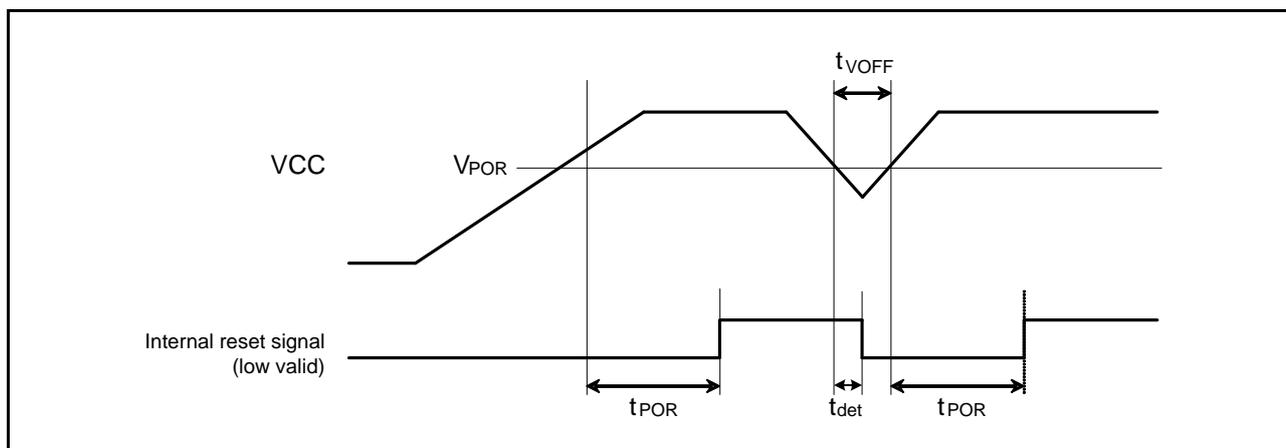 tVOFF
VCC
VPOR
Internal reset signal
(low valid)
tPOR
tdet
tPOR